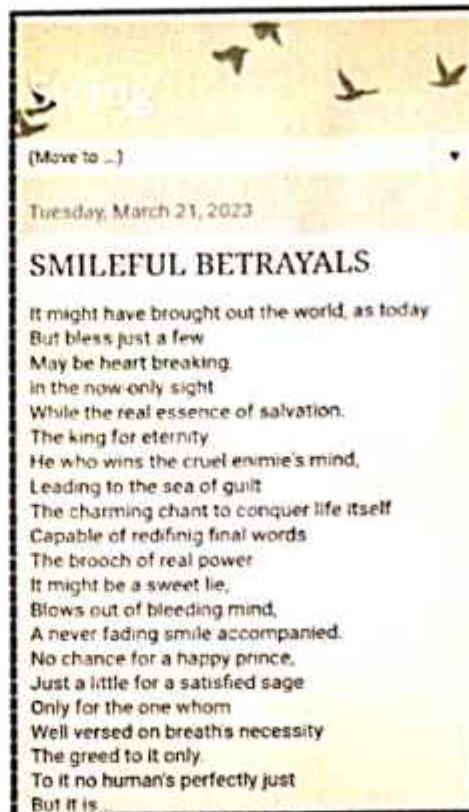 (Move to ...)
Tuesday, March 21, 2023
SMILEFUL BETRAYALS
It might have brought out the world, as today
But bless just a few
May be heart breaking.
in the now-only sight
While the real essence of salvation.
The king for eternity
He who wins the cruel enimie's mind,
Leading to the sea of guilt
The charming chant to conquer life itself
Capable of redifinig final words
The brooch of real power
It might be a sweet lie,
Blows out of bleeding mind,
A never fading smile accompanied.
No chance for a happy prince,
Just a little for a satisfied sage
Only for the one whom
Well versed on breath's necessity
The greed to it only.
To it no human's perfectly just
But it is ...